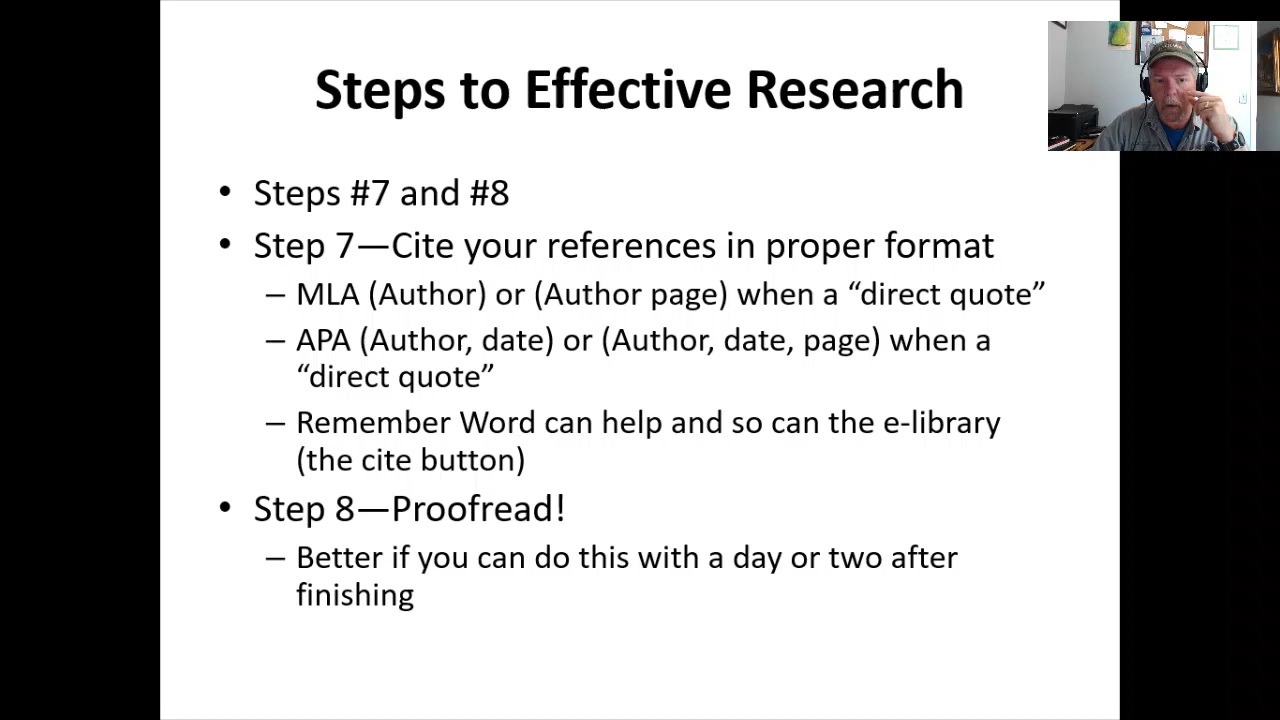 Steps to Effective Research
• Steps #7 and #8
• Step 7—Cite your references in proper format
– MLA (Author) or (Author page) when a “direct quote”
– APA (Author, date) or (Author, date, page) when a
“direct quote”
– Remember Word can help and so can the e-library
(the cite button)
• Step 8—Proofread!
– Better if you can do this with a day or two after
finishing